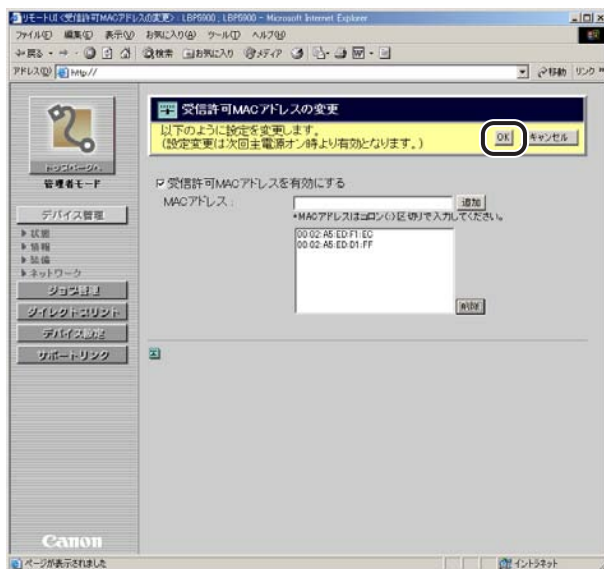 リモートUI <受信許可MACアドレスの変更> : LBP5900 ; LBP5900 - Microsoft Internet Explorer
ファイル(F) 編集(E) 表示(V) お気に入り(A) ツール(T) ヘルプ(H)
戻る 検索 お気に入り メディア
アドレス(D) http:// 移動 リンク
受信許可MACアドレスの変更
以下のように設定を変更します。
(設定変更は次回主電源オン時より有効となります。)
OK キャンセル
トップページへ
管理者モード
デバイス管理
状態
情報
装備
ネットワーク
ジョブ管理
ダイレクトプリント
デバイス設定
サポートリンク
受信許可MACアドレスを有効にする
MACアドレス :
追加
*MACアドレスはコロン(:)区切りで入力してください。
00:02:A5:ED:F1:EC
00:02:A5:ED:D1:FF
削除
Canon
ページが表示されました
イントラネット